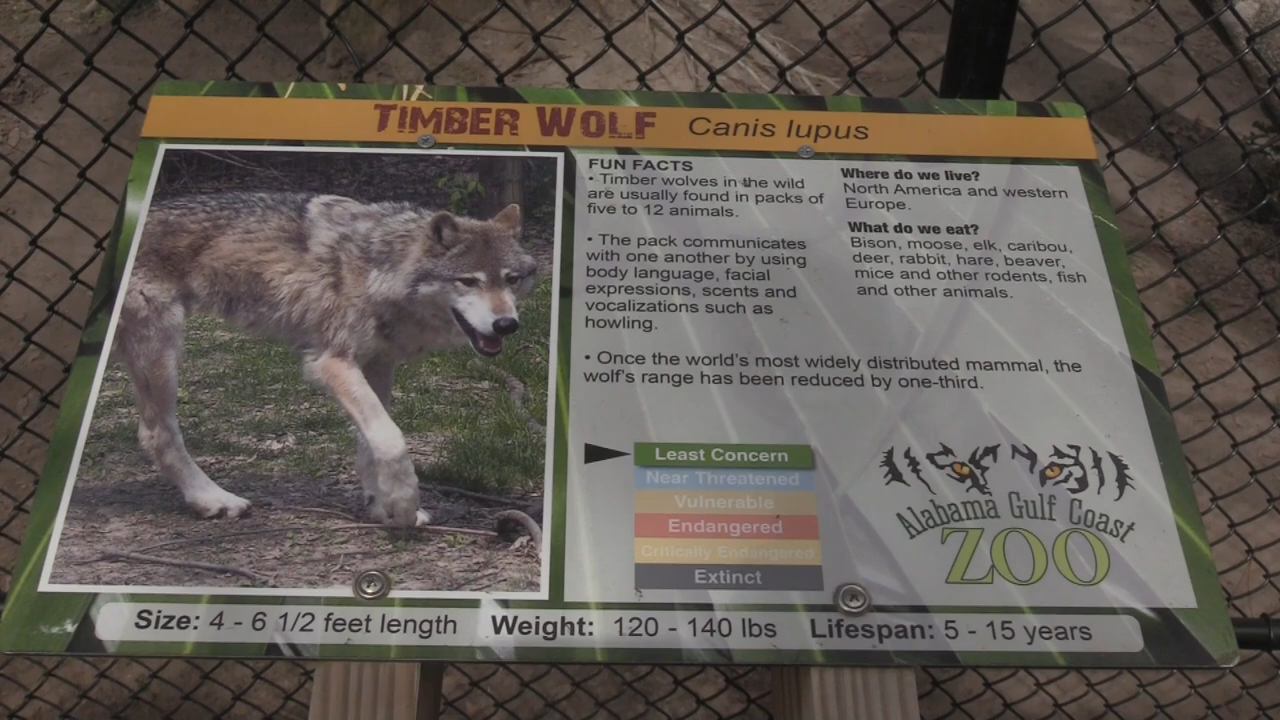 TIMBER WOLF Canis lupus
FUN FACTS
• Timber wolves in the wild
are usually found in packs of
five to 12 animals.
• The pack communicates
with one another by using
body language, facial
expressions, scents and
vocalizations such as
howling.
Where do we live?
North America and western
Europe.
What do we eat?
Bison, moose, elk, caribou,
deer, rabbit, hare, beaver,
mice and other rodents, fish
and other animals.
• Once the world's most widely distributed mammal, the
wolf's range has been reduced by one-third.
Least Concern
Near Threatened
Vulnerable
Endangered
Critically Endangered
Extinct
Alabama Gulf Coast
ZOO
Size: 4 - 6 1/2 feet length Weight: 120 - 140 lbs Lifespan: 5 - 15 years